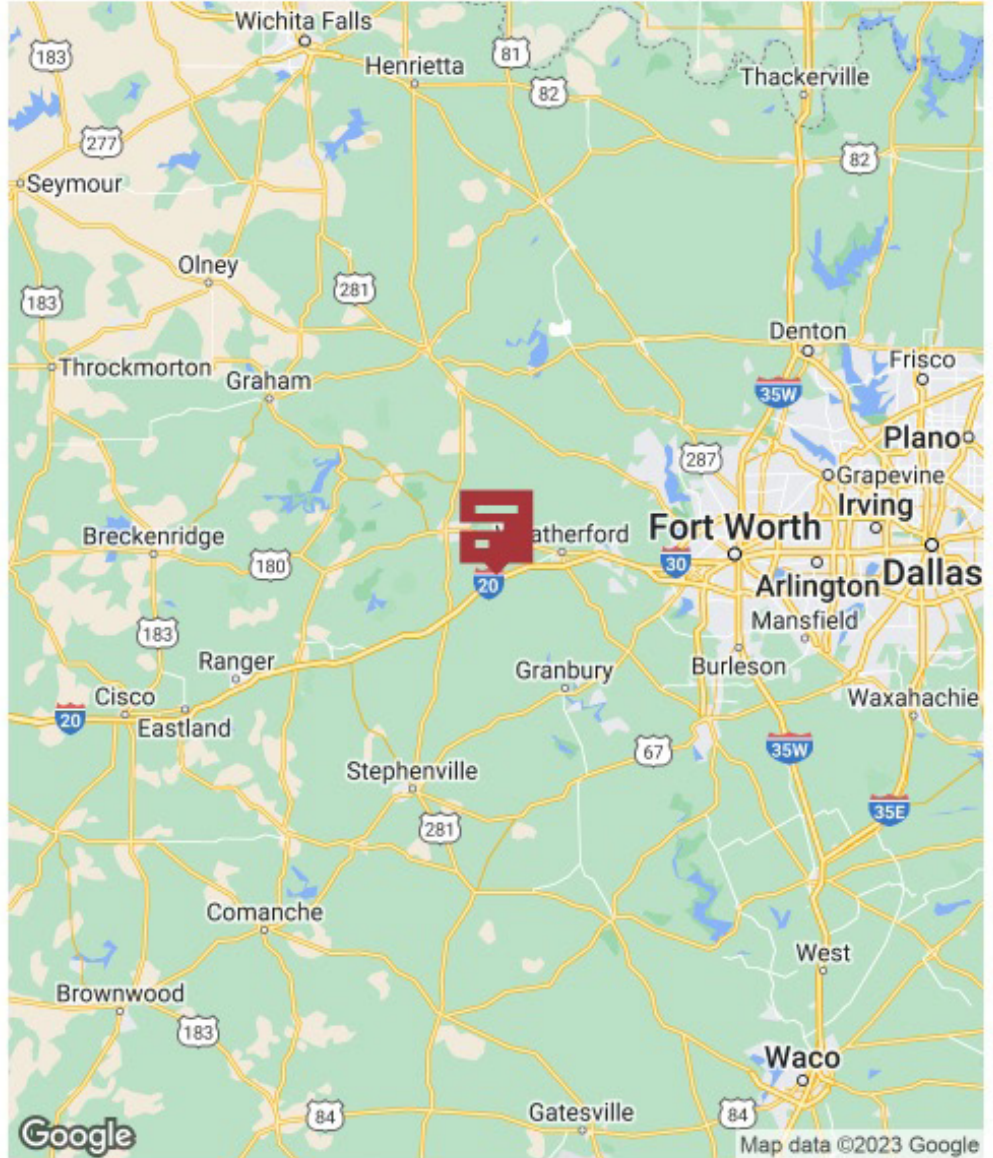 Wichita Falls
81
183
Henrietta
Thackerville
82
277
82
Seymour
Olney
281
183
Denton
Throckmorton
Frisco
Graham
35W
Plano
287
Grapevine
Irving
Breckenridge
atherford
Fort Worth
180
30
20
Arlington
Dallas
183
Mansfield
Ranger
Granbury
Burleson
Cisco
Waxahachie
20
Eastland
67
35W
Stephenville
281
35E
Comanche
West
Brownwood
183
Waco
84
Gatesville
84
Google
Map data ©2023 Google